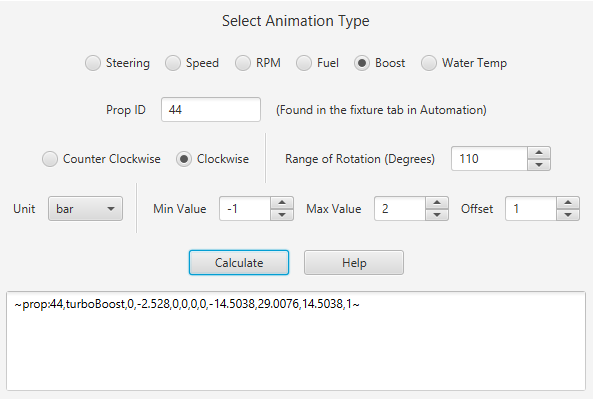 Select Animation Type
Steering Speed RPM Fuel Boost Water Temp
Prop ID 44 (Found in the fixture tab in Automation)
Counter Clockwise Clockwise Range of Rotation (Degrees) 110
Unit bar Min Value -1 Max Value 2 Offset 1
Calculate Help
~prop:44,turboBoost,0,-2.528,0,0,0,0,-14.5038,29.0076,14.5038,1~